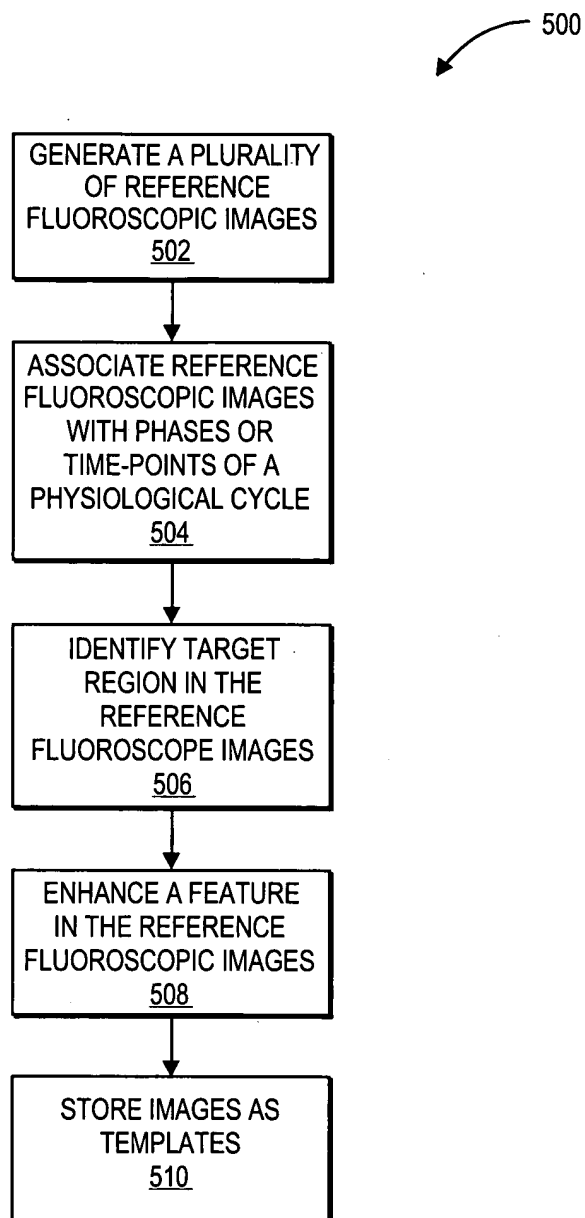 500
GENERATE A PLURALITY
OF REFERENCE
FLUOROSCOPIC IMAGES
502
ASSOCIATE REFERENCE
FLUOROSCOPIC IMAGES
WITH PHASES OR
TIME-POINTS OF A
PHYSIOLOGICAL CYCLE
504
IDENTIFY TARGET
REGION IN THE
REFERENCE
FLUOROSCOPE IMAGES
506
ENHANCE A FEATURE
IN THE REFERENCE
FLUOROSCOPIC IMAGES
508
STORE IMAGES AS
TEMPLATES
510